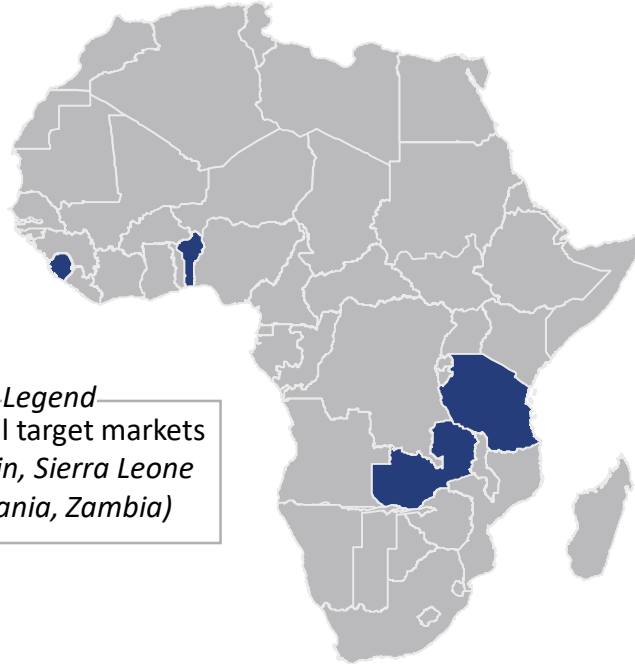 Legend
l target markets
in, Sierra Leone
ania, Zambia)